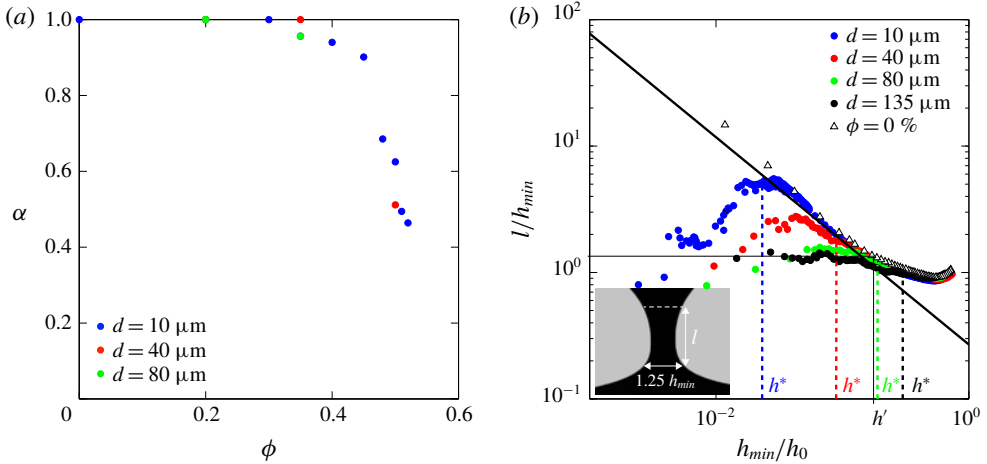 (a)
1.0
0.8
0.6
α
0.4
0.2
d = 10 μm
d = 40 μm
d = 80 μm
0
0.2
0.4
0.6
ϕ
(b)
10²
d = 10 μm
d = 40 μm
d = 80 μm
d = 135 μm
ϕ = 0 %
10¹
l/h_min
10⁰
l
1.25 h_min
h* h* h* h*
10⁻¹
10⁻² h′ 10⁰
h_min/h₀